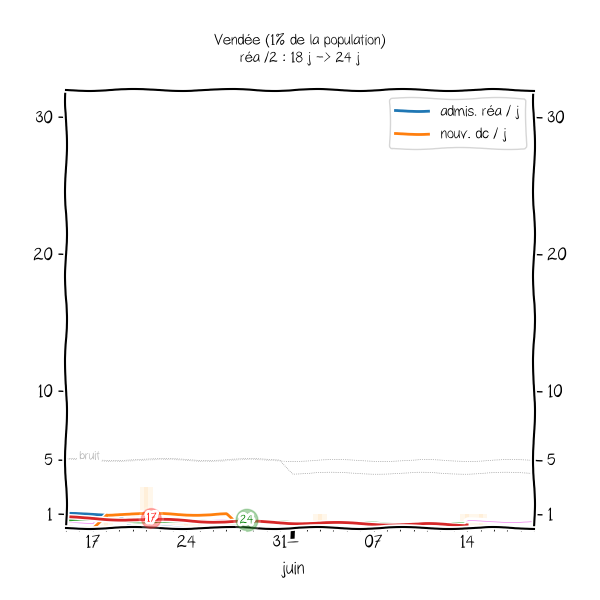 Vendée (1% de la population)
réa /2 : 18 j -> 24 j
admis. réa / j
nouv. dc / j
30
30
20
20
10
10
5
bruit
5
1
17
24
1
17
24
31
07
14
juin